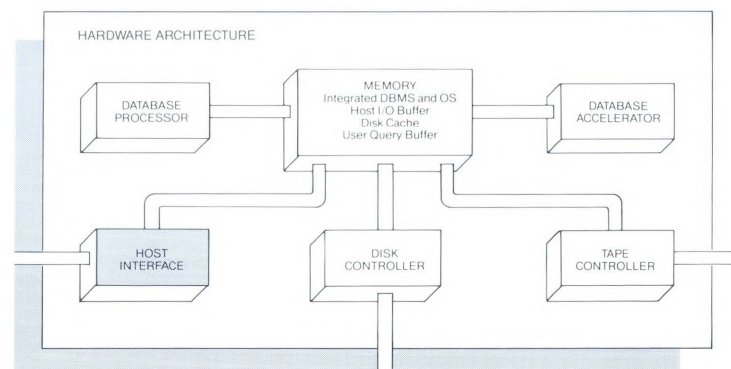 HARDWARE ARCHITECTURE
DATABASE
PROCESSOR
MEMORY
Integrated DBMS and OS
Host I/O Buffer
Disk Cache
User Query Buffer
DATABASE
ACCELERATOR
HOST
INTERFACE
DISK
CONTROLLER
TAPE
CONTROLLER